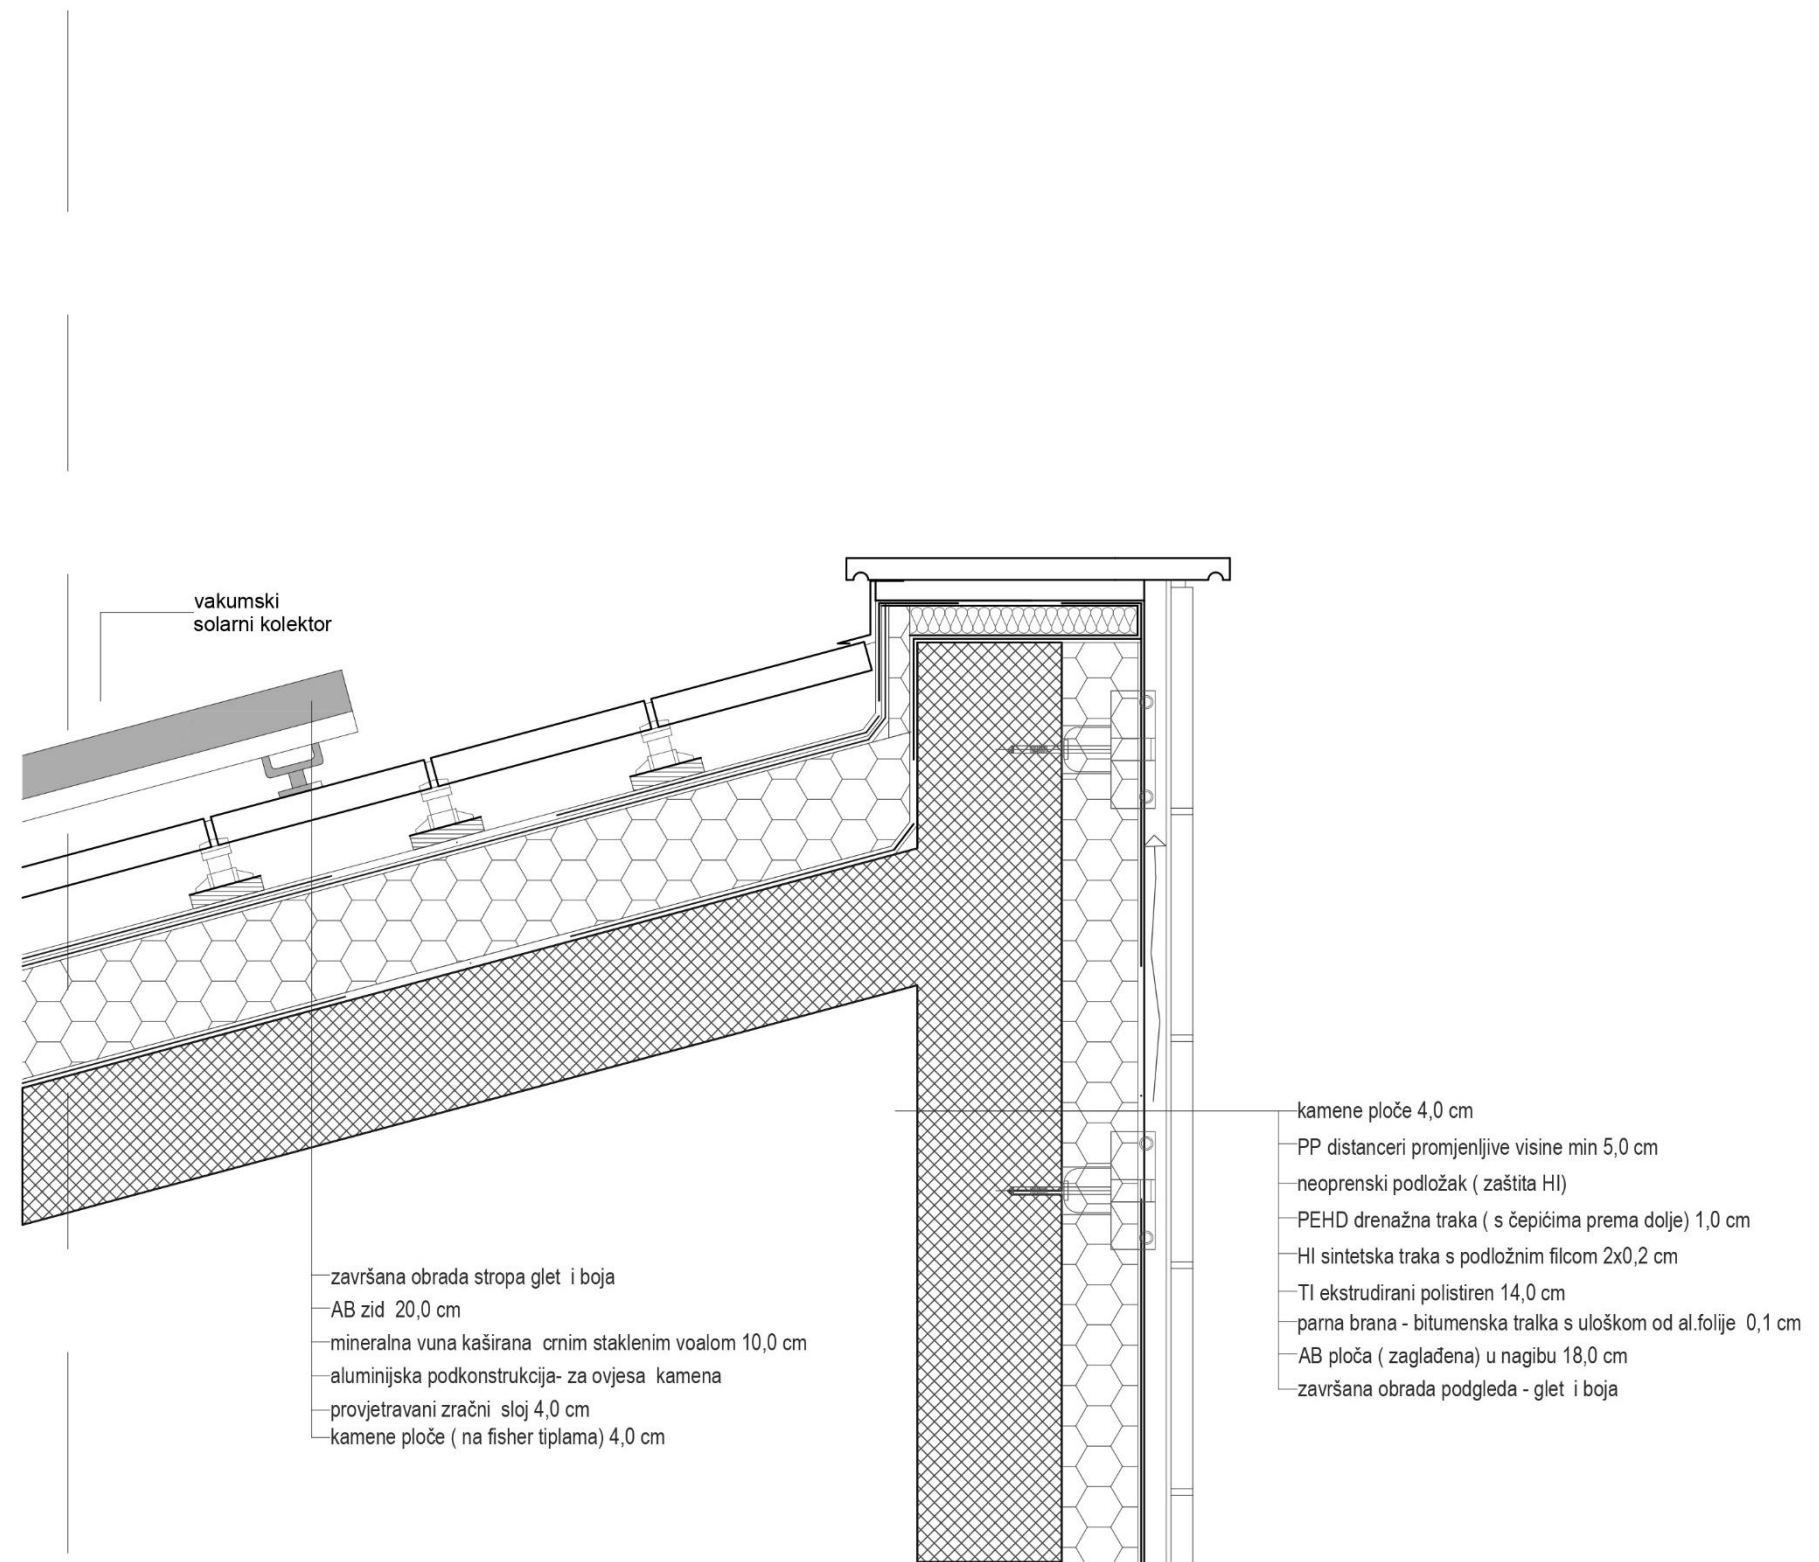 vakumski
solarni kolektor
kamene ploče 4,0 cm
PP distanceri promjenljive visine min 5,0 cm
neoprenski podložak ( zaštita HI)
PEHD drenažna traka ( s čepićima prema dolje) 1,0 cm
HI sintetska traka s podložnim filcom 2x0,2 cm
TI ekstrudirani polistiren 14,0 cm
parna brana - bitumenska tralka s uloškom od al.folije 0,1 cm
AB ploča ( zaglađena) u nagibu 18,0 cm
završana obrada podgleda - glet i boja
završana obrada stropa glet i boja
AB zid 20,0 cm
mineralna vuna kaširana crnim staklenim voalom 10,0 cm
aluminijska podkonstrukcija- za ovjesa kamena
provjetravani zračni sloj 4,0 cm
kamene ploče ( na fisher tiplama) 4,0 cm